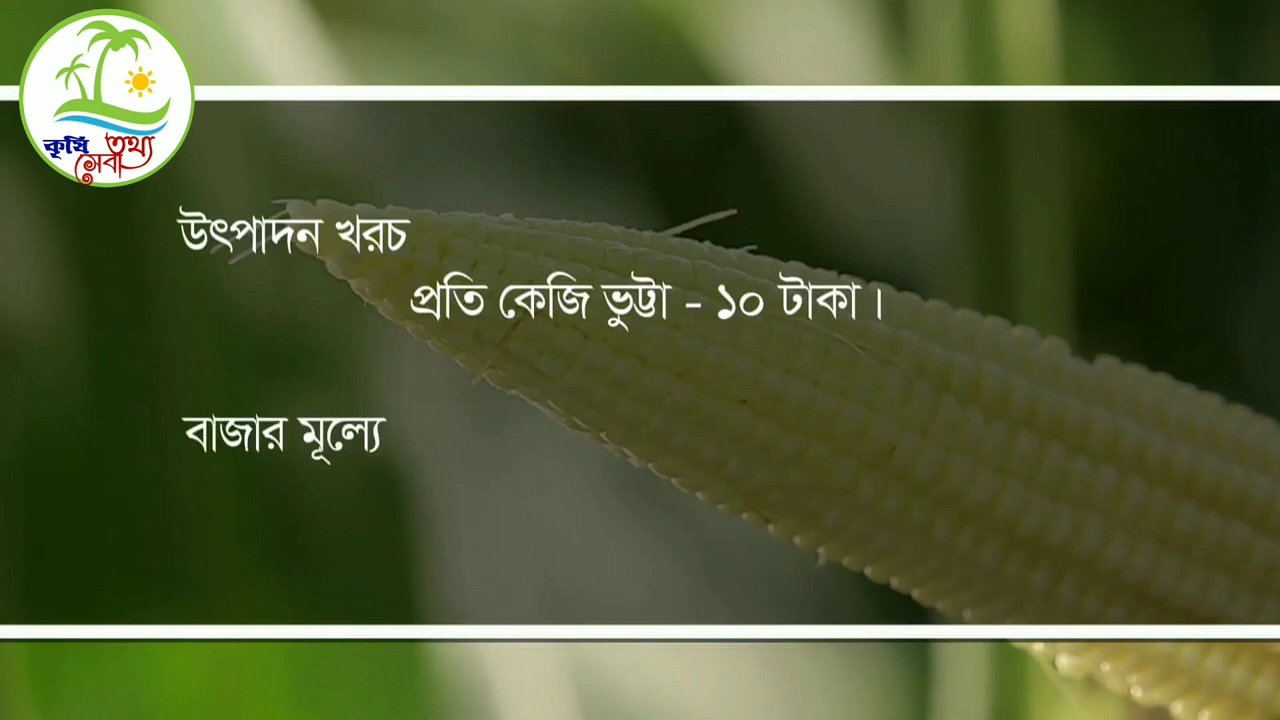 কৃষি তথ্য
সেবা
উৎপাদন খরচ
প্রতি কেজি ভুট্টা - ১০ টাকা।
বাজার মূল্যে